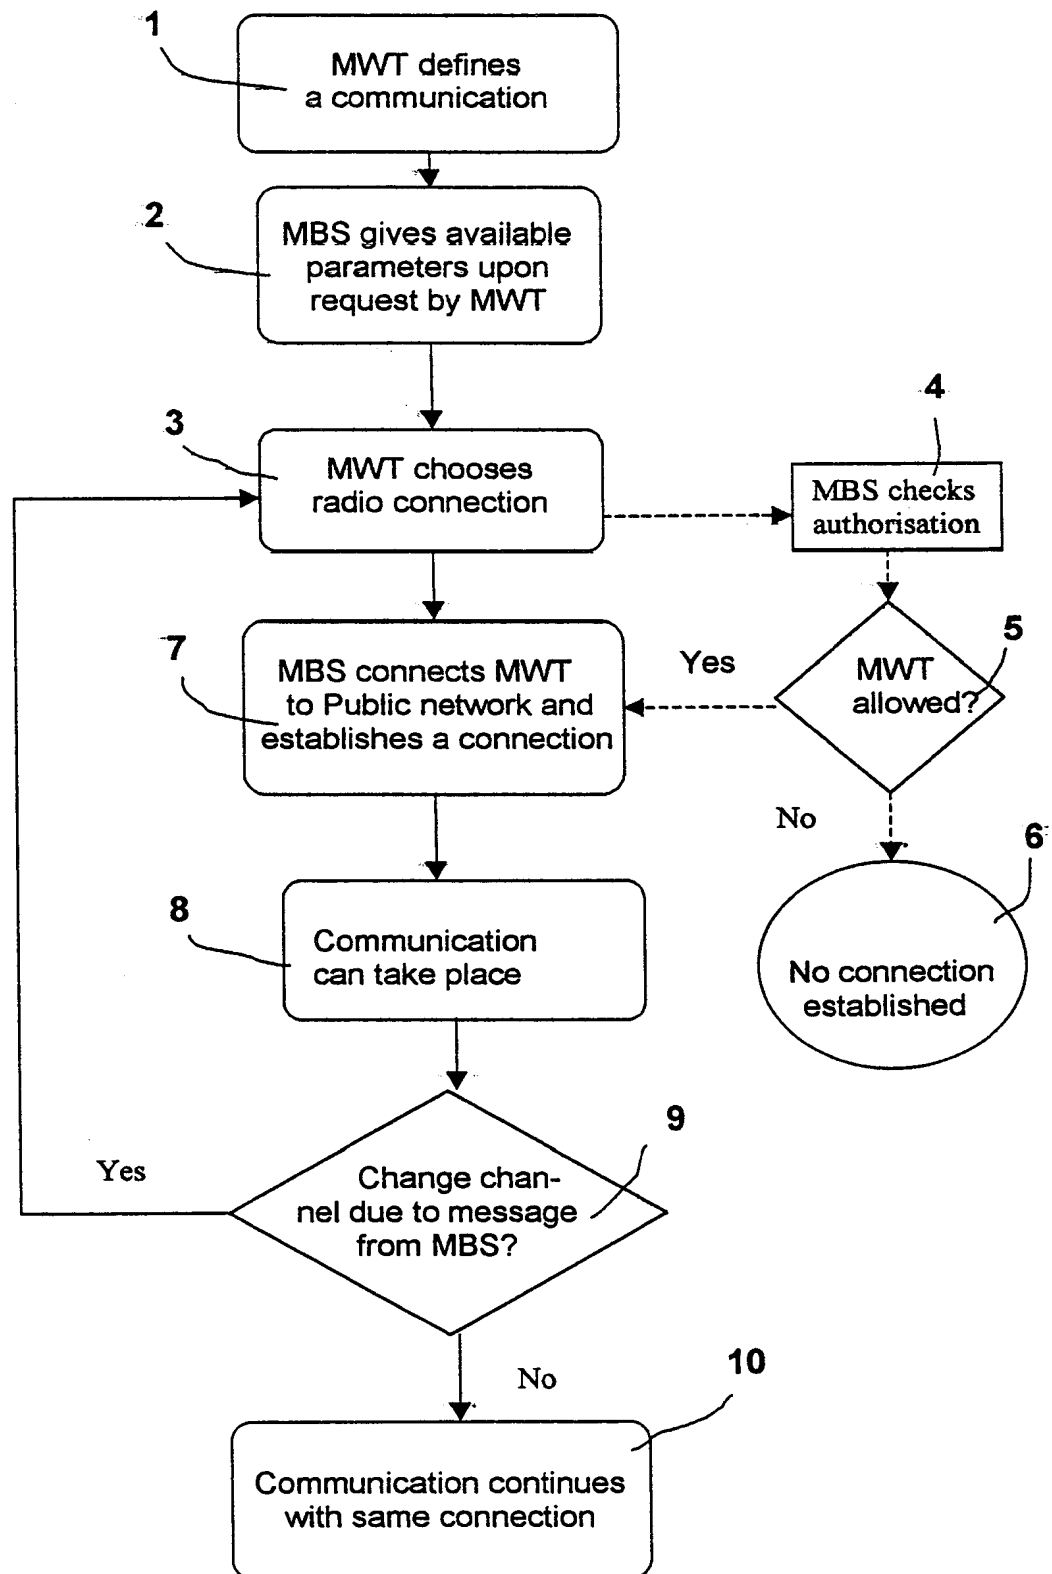 1
MWT defines
a communication
2
MBS gives available
parameters upon
request by MWT
3
MWT chooses
radio connection
4
MBS checks
authorisation
5
MWT
allowed?
Yes
No
6
No connection
established
7
MBS connects MWT
to Public network and
establishes a connection
8
Communication
can take place
9
Change chan-
nel due to message
from MBS?
Yes
No
10
Communication continues
with same connection